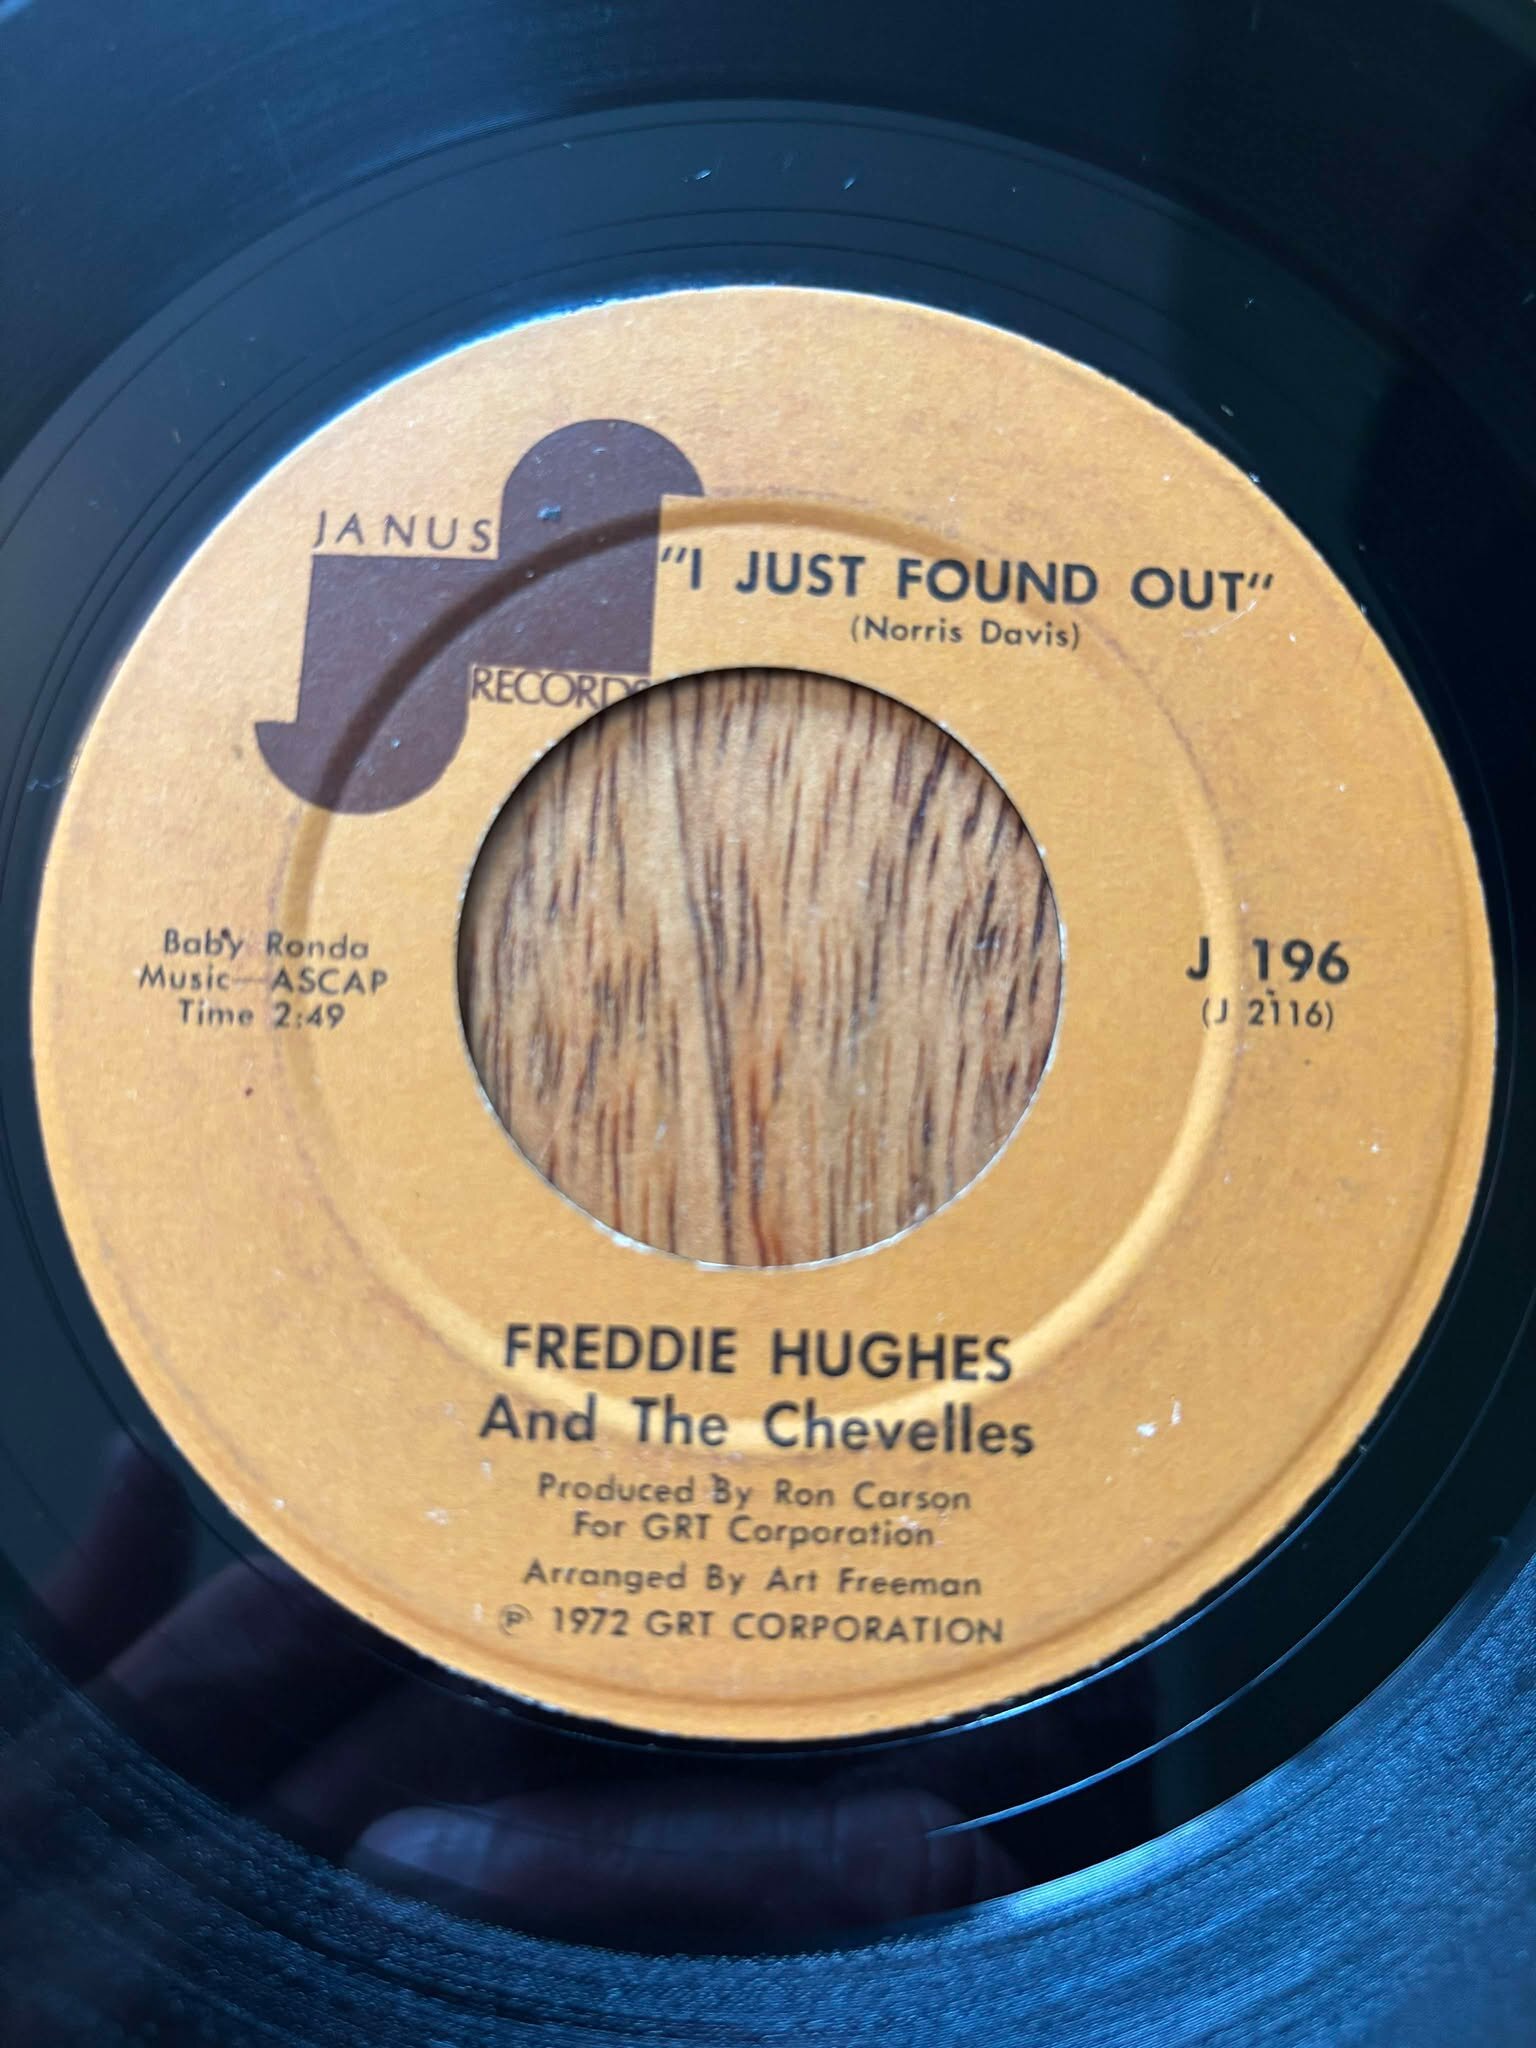 JANUS
RECORDS
"I JUST FOUND OUT"
(Norris Davis)
Baby Ronda
Music—ASCAP
Time 2:49
J 196
(J 2116)
FREDDIE HUGHES
And The Chevelles
Produced By Ron Carson
For GRT Corporation
Arranged By Art Freeman
℗ 1972 GRT CORPORATION